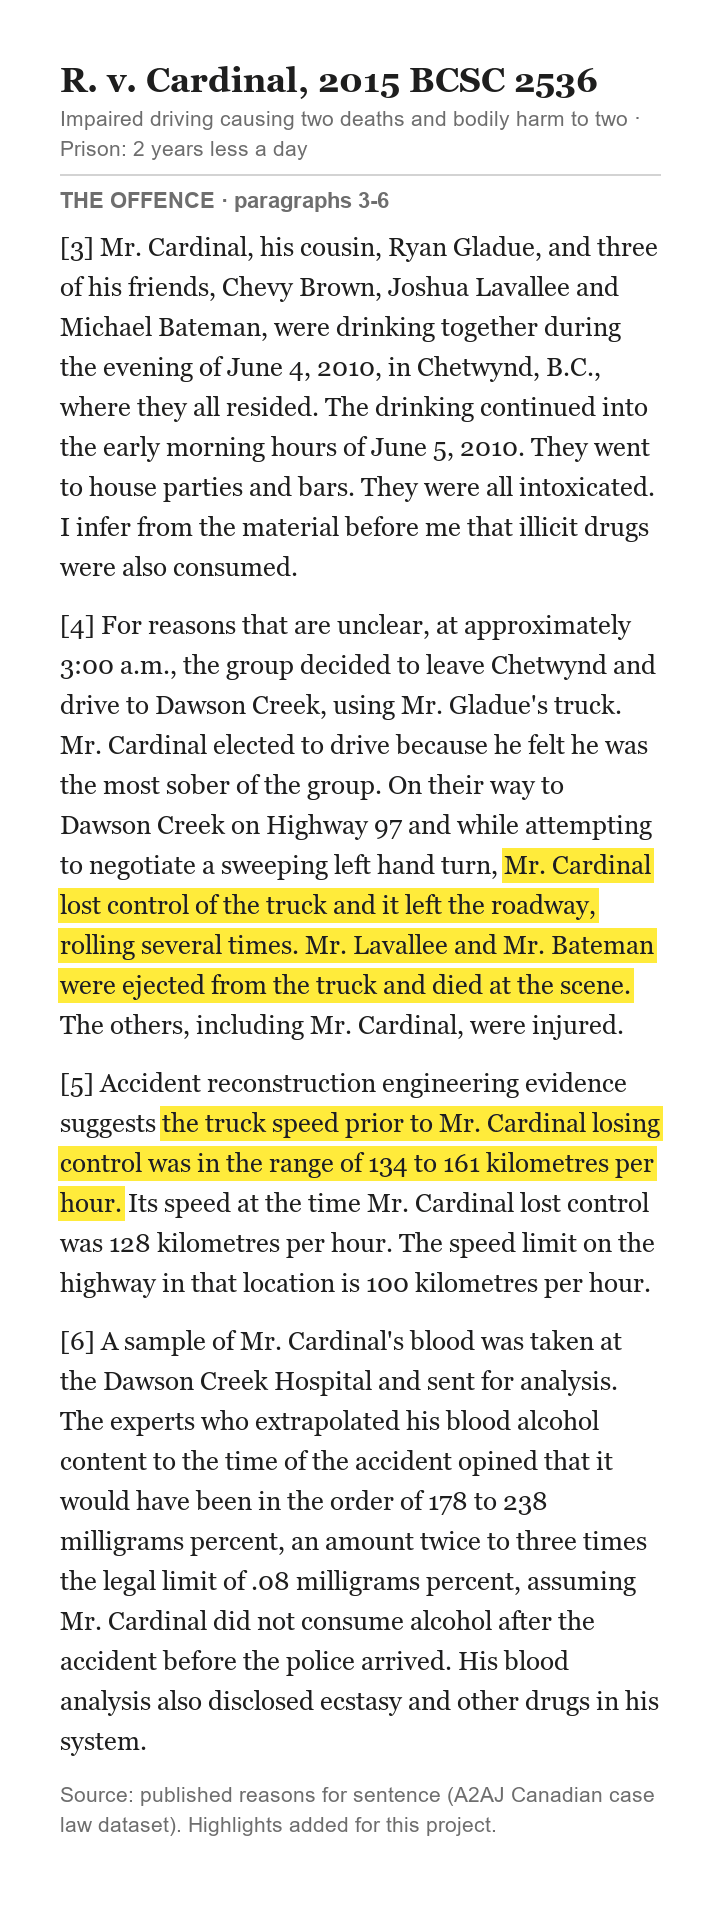 R. v. Cardinal, 2015 BCSC 2536
Impaired driving causing two deaths and bodily harm to two ·
Prison: 2 years less a day
THE OFFENCE · paragraphs 3-6
[3] Mr. Cardinal, his cousin, Ryan Gladue, and three
of his friends, Chevy Brown, Joshua Lavallee and
Michael Bateman, were drinking together during
the evening of June 4, 2010, in Chetwynd, B.C.,
where they all resided. The drinking continued into
the early morning hours of June 5, 2010. They went
to house parties and bars. They were all intoxicated.
I infer from the material before me that illicit drugs
were also consumed.
[4] For reasons that are unclear, at approximately
3:00 a.m., the group decided to leave Chetwynd and
drive to Dawson Creek, using Mr. Gladue's truck.
Mr. Cardinal elected to drive because he felt he was
the most sober of the group. On their way to
Dawson Creek on Highway 97 and while attempting
to negotiate a sweeping left hand turn, Mr. Cardinal
lost control of the truck and it left the roadway,
rolling several times. Mr. Lavallee and Mr. Bateman
were ejected from the truck and died at the scene.
The others, including Mr. Cardinal, were injured.
[5] Accident reconstruction engineering evidence
suggests the truck speed prior to Mr. Cardinal losing
control was in the range of 134 to 161 kilometres per
hour. Its speed at the time Mr. Cardinal lost control
was 128 kilometres per hour. The speed limit on the
highway in that location is 100 kilometres per hour.
[6] A sample of Mr. Cardinal's blood was taken at
the Dawson Creek Hospital and sent for analysis.
The experts who extrapolated his blood alcohol
content to the time of the accident opined that it
would have been in the order of 178 to 238
milligrams percent, an amount twice to three times
the legal limit of .08 milligrams percent, assuming
Mr. Cardinal did not consume alcohol after the
accident before the police arrived. His blood
analysis also disclosed ecstasy and other drugs in his
system.
Source: published reasons for sentence (A2AJ Canadian case
law dataset). Highlights added for this project.